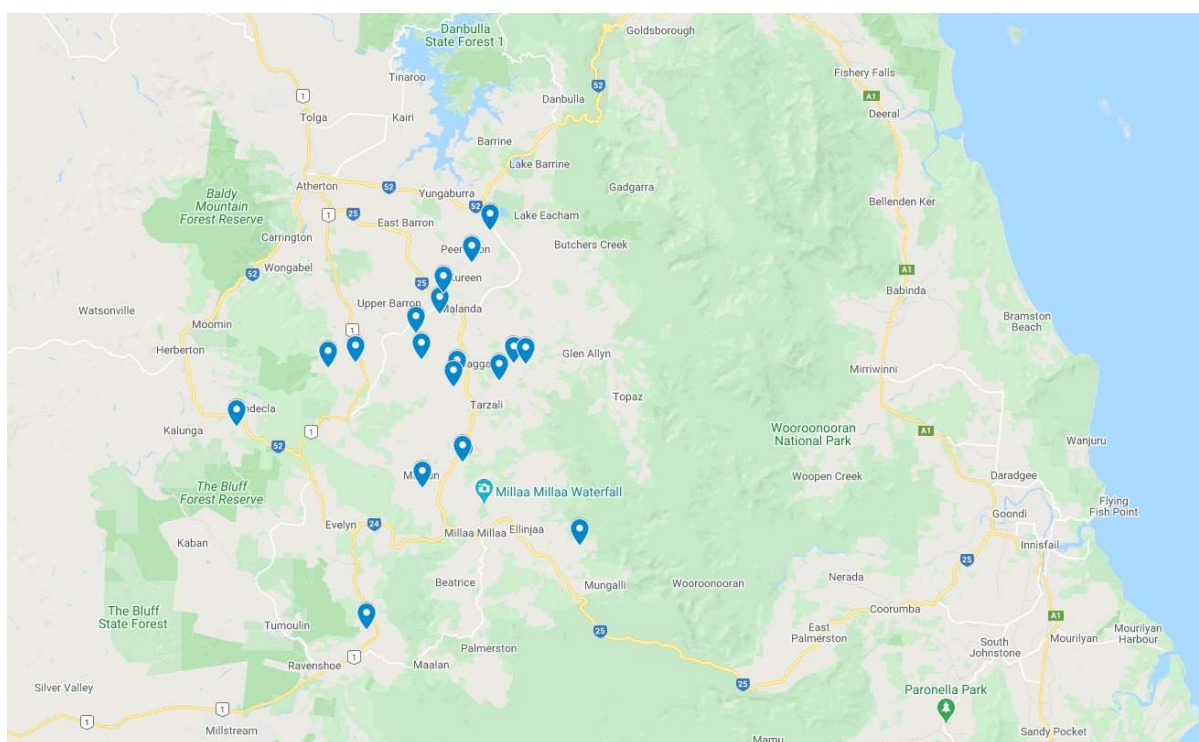 Goldsborough
Danbulla
State Forest 1
Fishery Falls
Tinaroo
52
A1
1
Danbulla
Deeral
Tolga
Kairi
Barrine
Lake Barrine
Atherton
52
Gadgarra
Yungaburra
Baldy
Mountain
Forest Reserve
52
Bellenden Ker
1
25
East Barron
Lake Eacham
Carrington
Butchers Creek
Wongabel
52
A1
25
Babinda
Upper Barron
Malanda
Watsonville
Bramston
Beach
Moomin
1
Herberton
Glen Allyn
Mirriwinni
Topaz
Tarzali
Kalunga
1
Wooroonooran
National Park
A1
52
Wanjuru
Woopen Creek
Daradgee
The Bluff
Forest Reserve
Millaa Millaa Waterfall
Flying
Fish Point
Goondi
Evelyn
24
Millaa Millaa
Ellinjaa
Kaban
Innisfail
25
Beatrice
Mungalli
Wooroonooran
Nerada
The Bluff
State Forest
Coorumba
A1
Tumoulin
25
East
Palmerston
Mourilyan
Mourilyan
Harbour
South
Johnstone
Palmerston
1
Ravenshoe
Maalan
25
Silver Valley
Paronella Park
1
Millstream
Sandy Pocket
Mamu